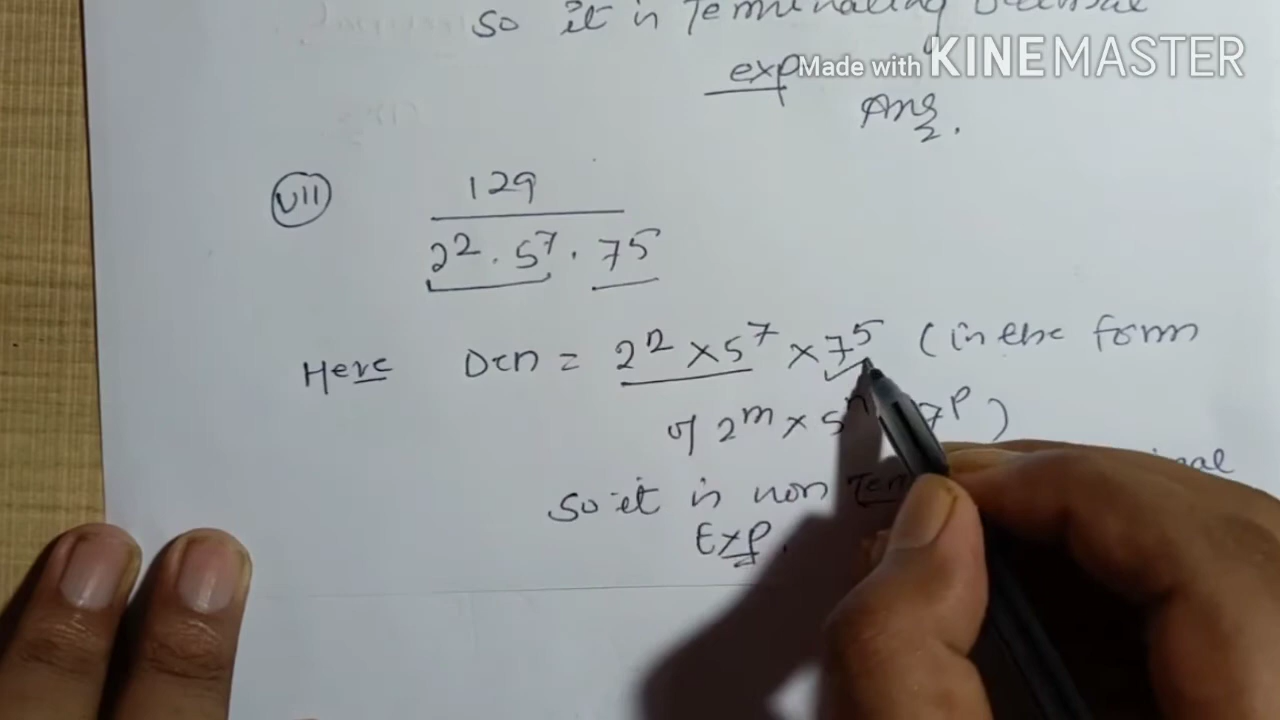 So it is Terminating Decimal
exp
Made with KINEMASTER
Ans.
VII
129
2² . 5⁷ . 7⁵
Here Den = 2² × 5⁷ × 7⁵ (in the form
of 2ᵐ × 5ⁿ 7ᵖ)
So it is non
Exp.